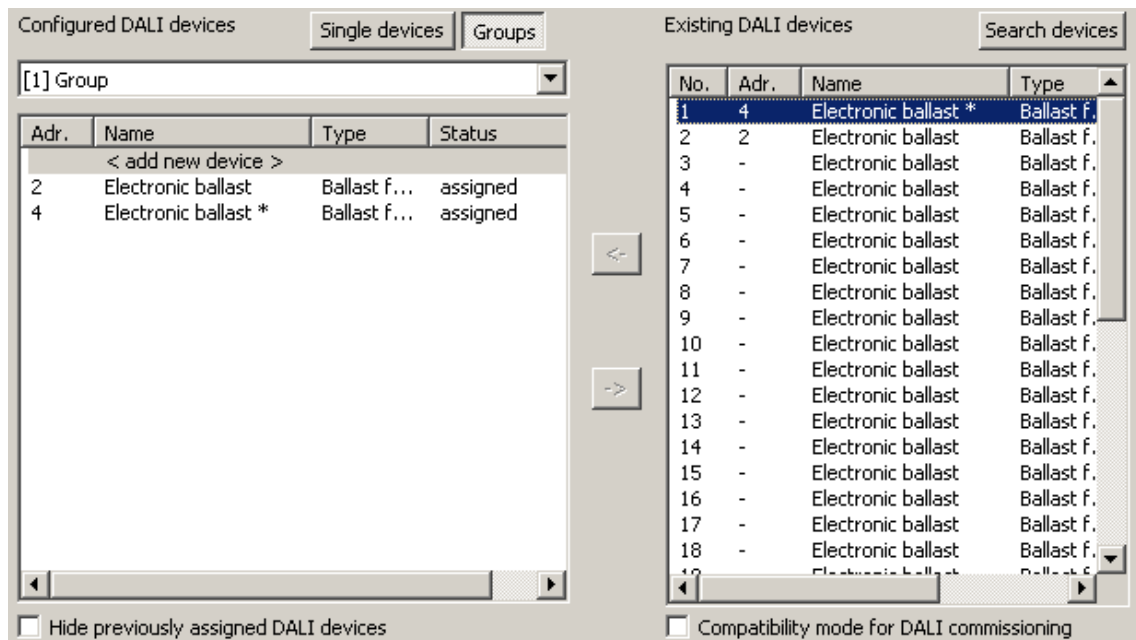 Configured DALI devices Single devices Groups
[1] Group
Adr. Name Type Status
< add new device >
2 Electronic ballast Ballast f... assigned
4 Electronic ballast * Ballast f... assigned
Hide previously assigned DALI devices
<-
->
Existing DALI devices Search devices
No. Adr. Name Type
1 4 Electronic ballast * Ballast f.
2 2 Electronic ballast Ballast f.
3 - Electronic ballast Ballast f.
4 - Electronic ballast Ballast f.
5 - Electronic ballast Ballast f.
6 - Electronic ballast Ballast f.
7 - Electronic ballast Ballast f.
8 - Electronic ballast Ballast f.
9 - Electronic ballast Ballast f.
10 - Electronic ballast Ballast f.
11 - Electronic ballast Ballast f.
12 - Electronic ballast Ballast f.
13 - Electronic ballast Ballast f.
14 - Electronic ballast Ballast f.
15 - Electronic ballast Ballast f.
16 - Electronic ballast Ballast f.
17 - Electronic ballast Ballast f.
18 - Electronic ballast Ballast f.
Compatibility mode for DALI commissioning